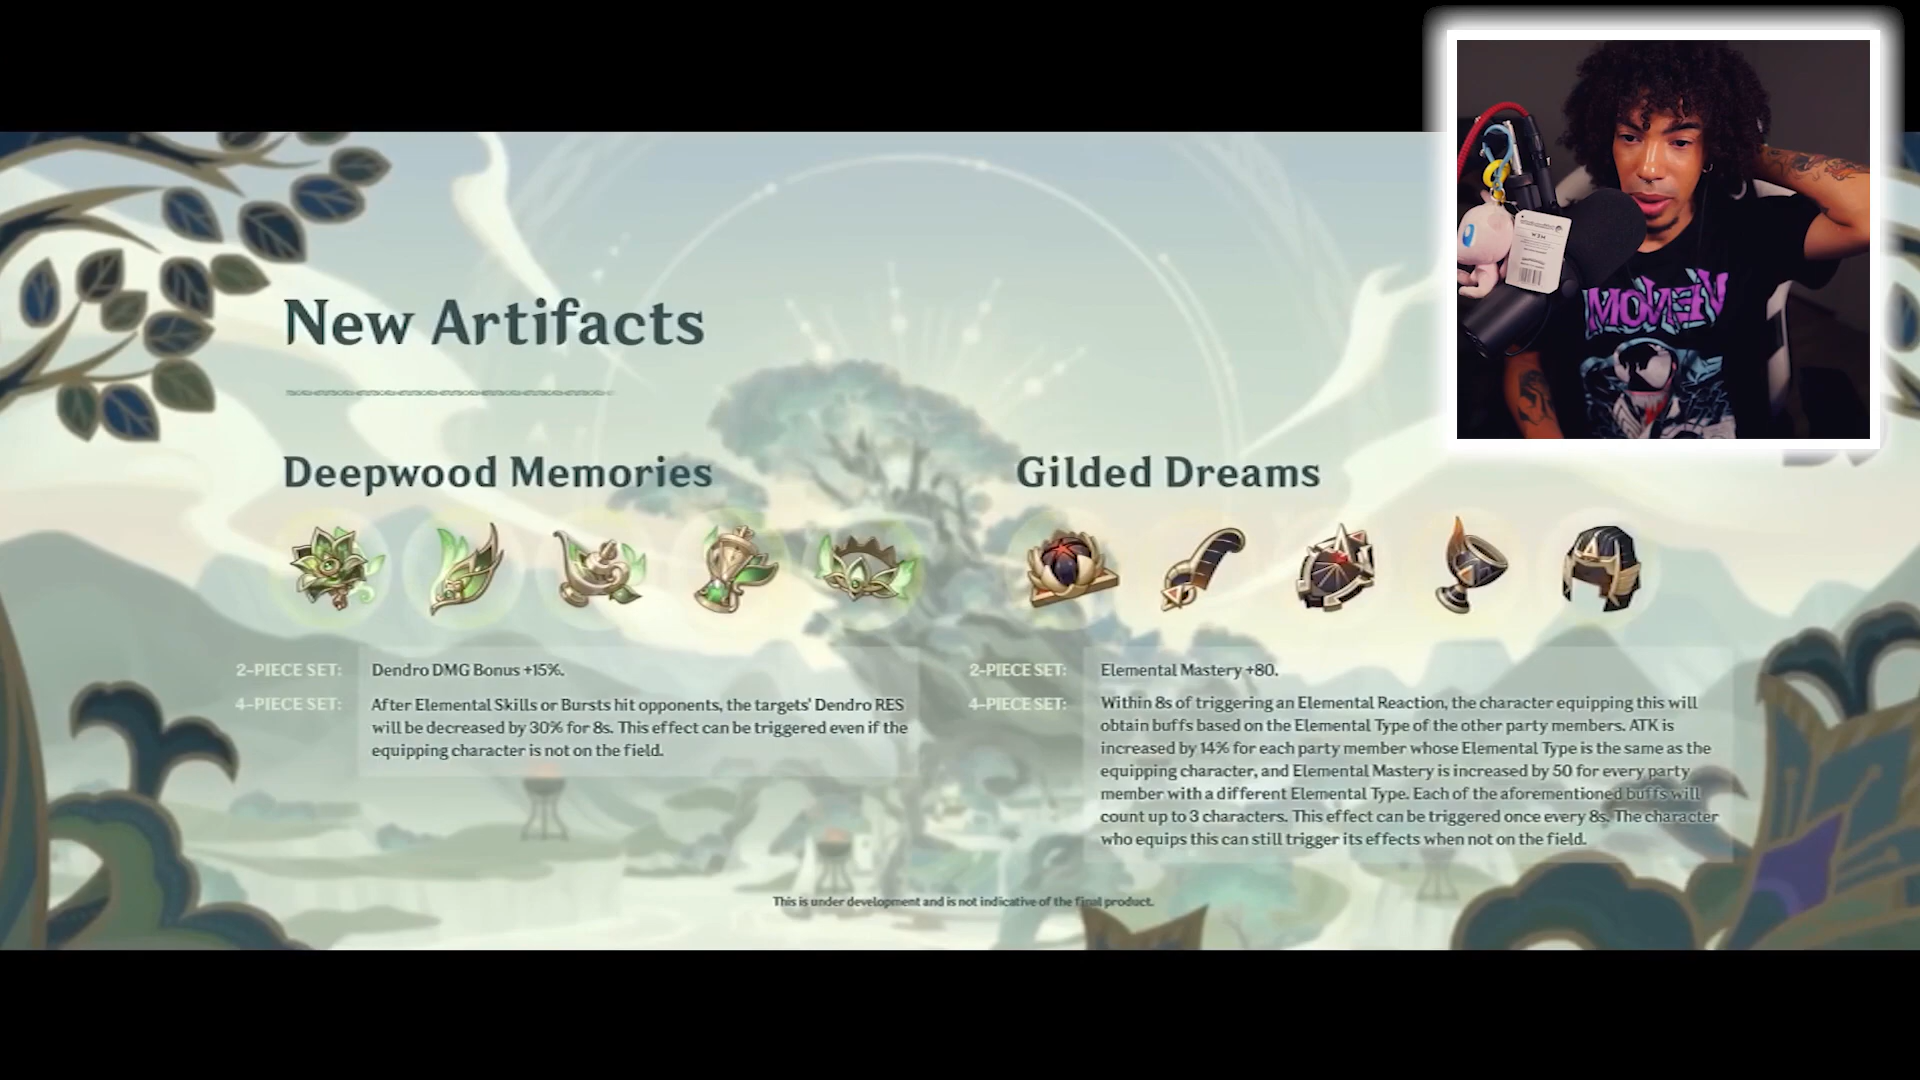 New Artifacts
Deepwood Memories
2-PIECE SET: Dendro DMG Bonus +15%.
4-PIECE SET: After Elemental Skills or Bursts hit opponents, the targets' Dendro RES
will be decreased by 30% for 8s. This effect can be triggered even if the
equipping character is not on the field.
Gilded Dreams
2-PIECE SET: Elemental Mastery +80.
4-PIECE SET: Within 8s of triggering an Elemental Reaction, the character equipping this will
obtain buffs based on the Elemental Type of the other party members. ATK is
increased by 14% for each party member whose Elemental Type is the same as the
equipping character, and Elemental Mastery is increased by 50 for every party
member with a different Elemental Type. Each of the aforementioned buffs will
count up to 3 characters. This effect can be triggered once every 8s. The character
who equips this can still trigger its effects when not on the field.
This is under development and is not indicative of the final product.
VENOM